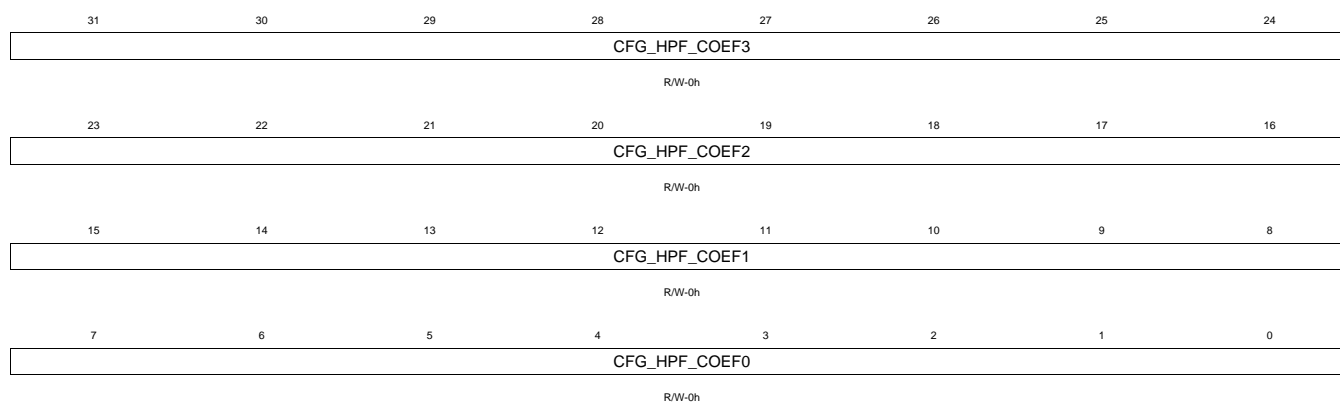 31 30 29 28 27 26 25 24
CFG_HPF_COEF3
R/W-0h
23 22 21 20 19 18 17 16
CFG_HPF_COEF2
R/W-0h
15 14 13 12 11 10 9 8
CFG_HPF_COEF1
R/W-0h
7 6 5 4 3 2 1 0
CFG_HPF_COEF0
R/W-0h